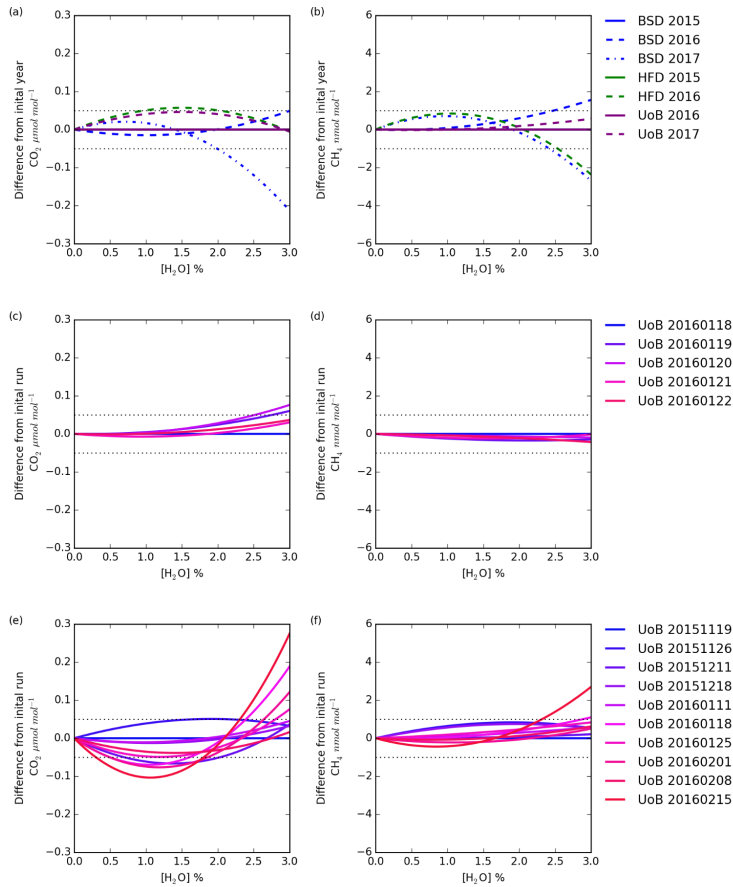 (a)
0.3
0.2
0.1
0.0
−0.1
−0.2
−0.3
Difference from inital year
CO2 µmol mol−1
0.0 0.5 1.0 1.5 2.0 2.5 3.0
[H2O] %
(b)
6
4
2
0
−2
−4
−6
Difference from inital year
CH4 nmol mol−1
0.0 0.5 1.0 1.5 2.0 2.5 3.0
[H2O] %
BSD 2015
BSD 2016
BSD 2017
HFD 2015
HFD 2016
UoB 2016
UoB 2017
(c)
0.3
0.2
0.1
0.0
−0.1
−0.2
−0.3
Difference from inital run
CO2 µmol mol−1
0.0 0.5 1.0 1.5 2.0 2.5 3.0
[H2O] %
(d)
6
4
2
0
−2
−4
−6
Difference from inital run
CH4 nmol mol−1
0.0 0.5 1.0 1.5 2.0 2.5 3.0
[H2O] %
UoB 20160118
UoB 20160119
UoB 20160120
UoB 20160121
UoB 20160122
(e)
0.3
0.2
0.1
0.0
−0.1
−0.2
−0.3
Difference from inital run
CO2 µmol mol−1
0.0 0.5 1.0 1.5 2.0 2.5 3.0
[H2O] %
(f)
6
4
2
0
−2
−4
−6
Difference from inital run
CH4 nmol mol−1
0.0 0.5 1.0 1.5 2.0 2.5 3.0
[H2O] %
UoB 20151119
UoB 20151126
UoB 20151211
UoB 20151218
UoB 20160111
UoB 20160118
UoB 20160125
UoB 20160201
UoB 20160208
UoB 20160215